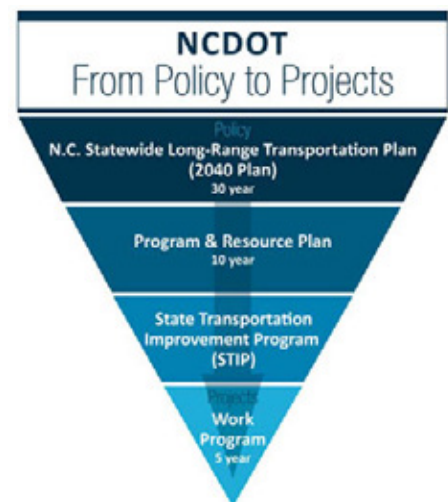 NCDOT
From Policy to Projects
Policy
N.C. Statewide Long-Range Transportation Plan
(2040 Plan)
30 year
Program & Resource Plan
10 year
State Transportation
Improvement Program
(STIP)
Projects
Work
Program
5 year